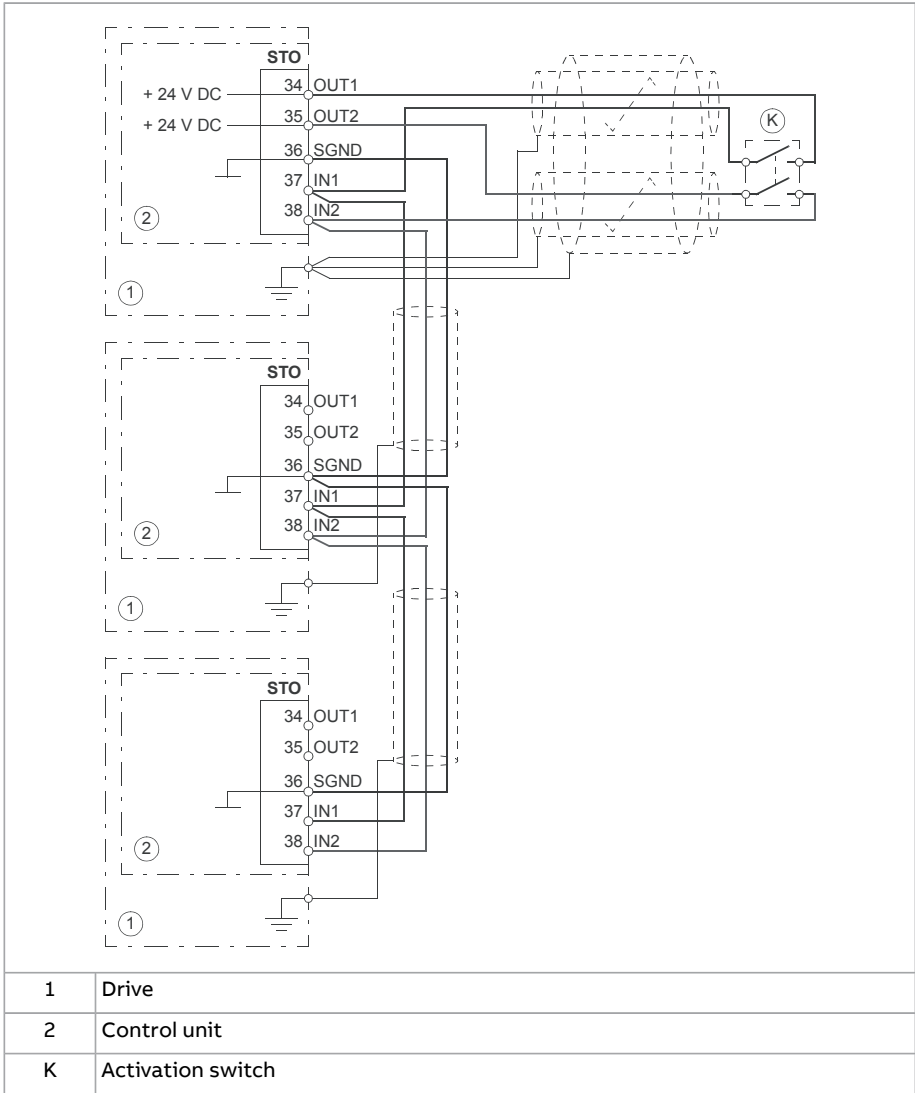 STO
34 OUT1
+ 24 V DC
35 OUT2
+ 24 V DC
K
36 SGND
37 IN1
38 IN2
2
1
STO
34 OUT1
35 OUT2
36 SGND
37 IN1
38 IN2
2
1
STO
34 OUT1
35 OUT2
36 SGND
37 IN1
38 IN2
2
1
1 Drive
2 Control unit
K Activation switch